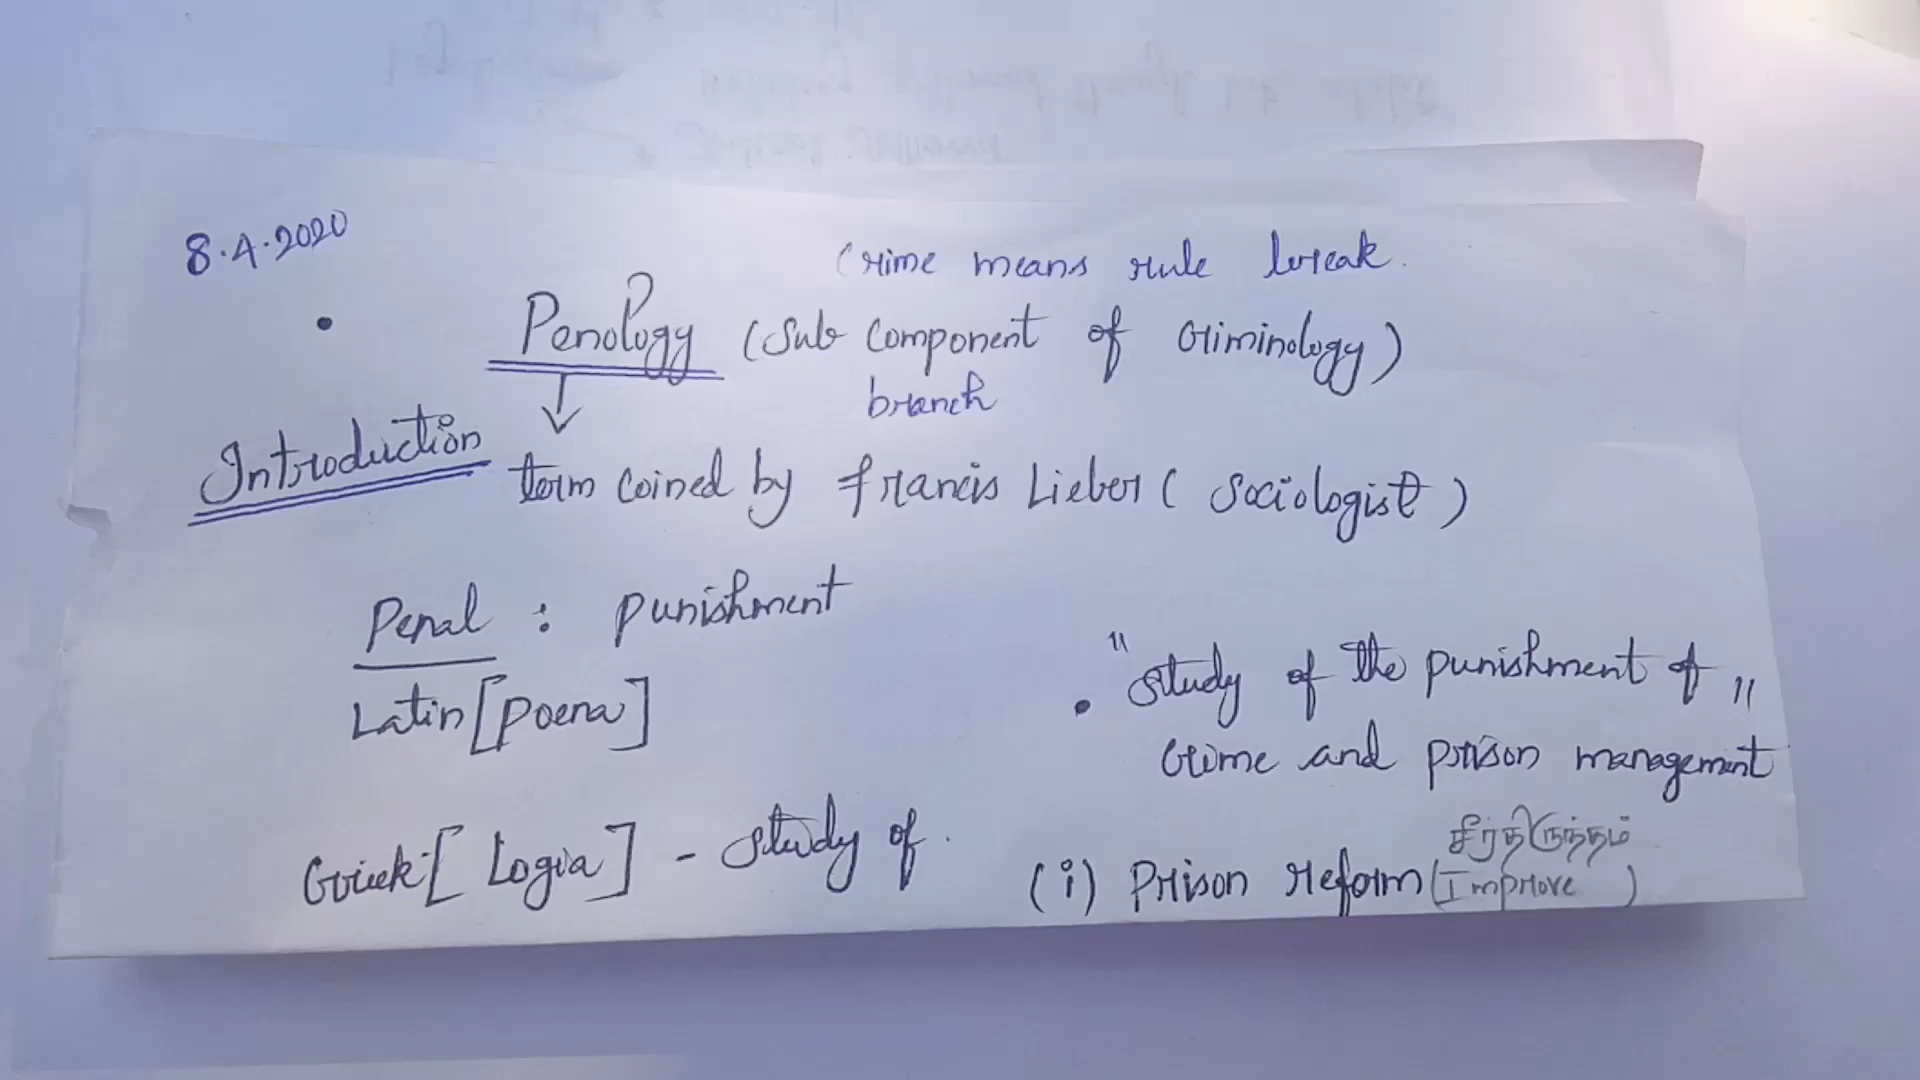 8.4.2020
Crime means rule break.
Penology (Sub component of Criminology)
branch
Introduction
term coined by francis Lieber ( Sociologist )
Penal : punishment
Latin [poena]
• "study of the punishment of "
Crime and prison management
Griek [ Logia ] - study of .
சீர்திருத்தம்
(i) Prison reform (Improve )